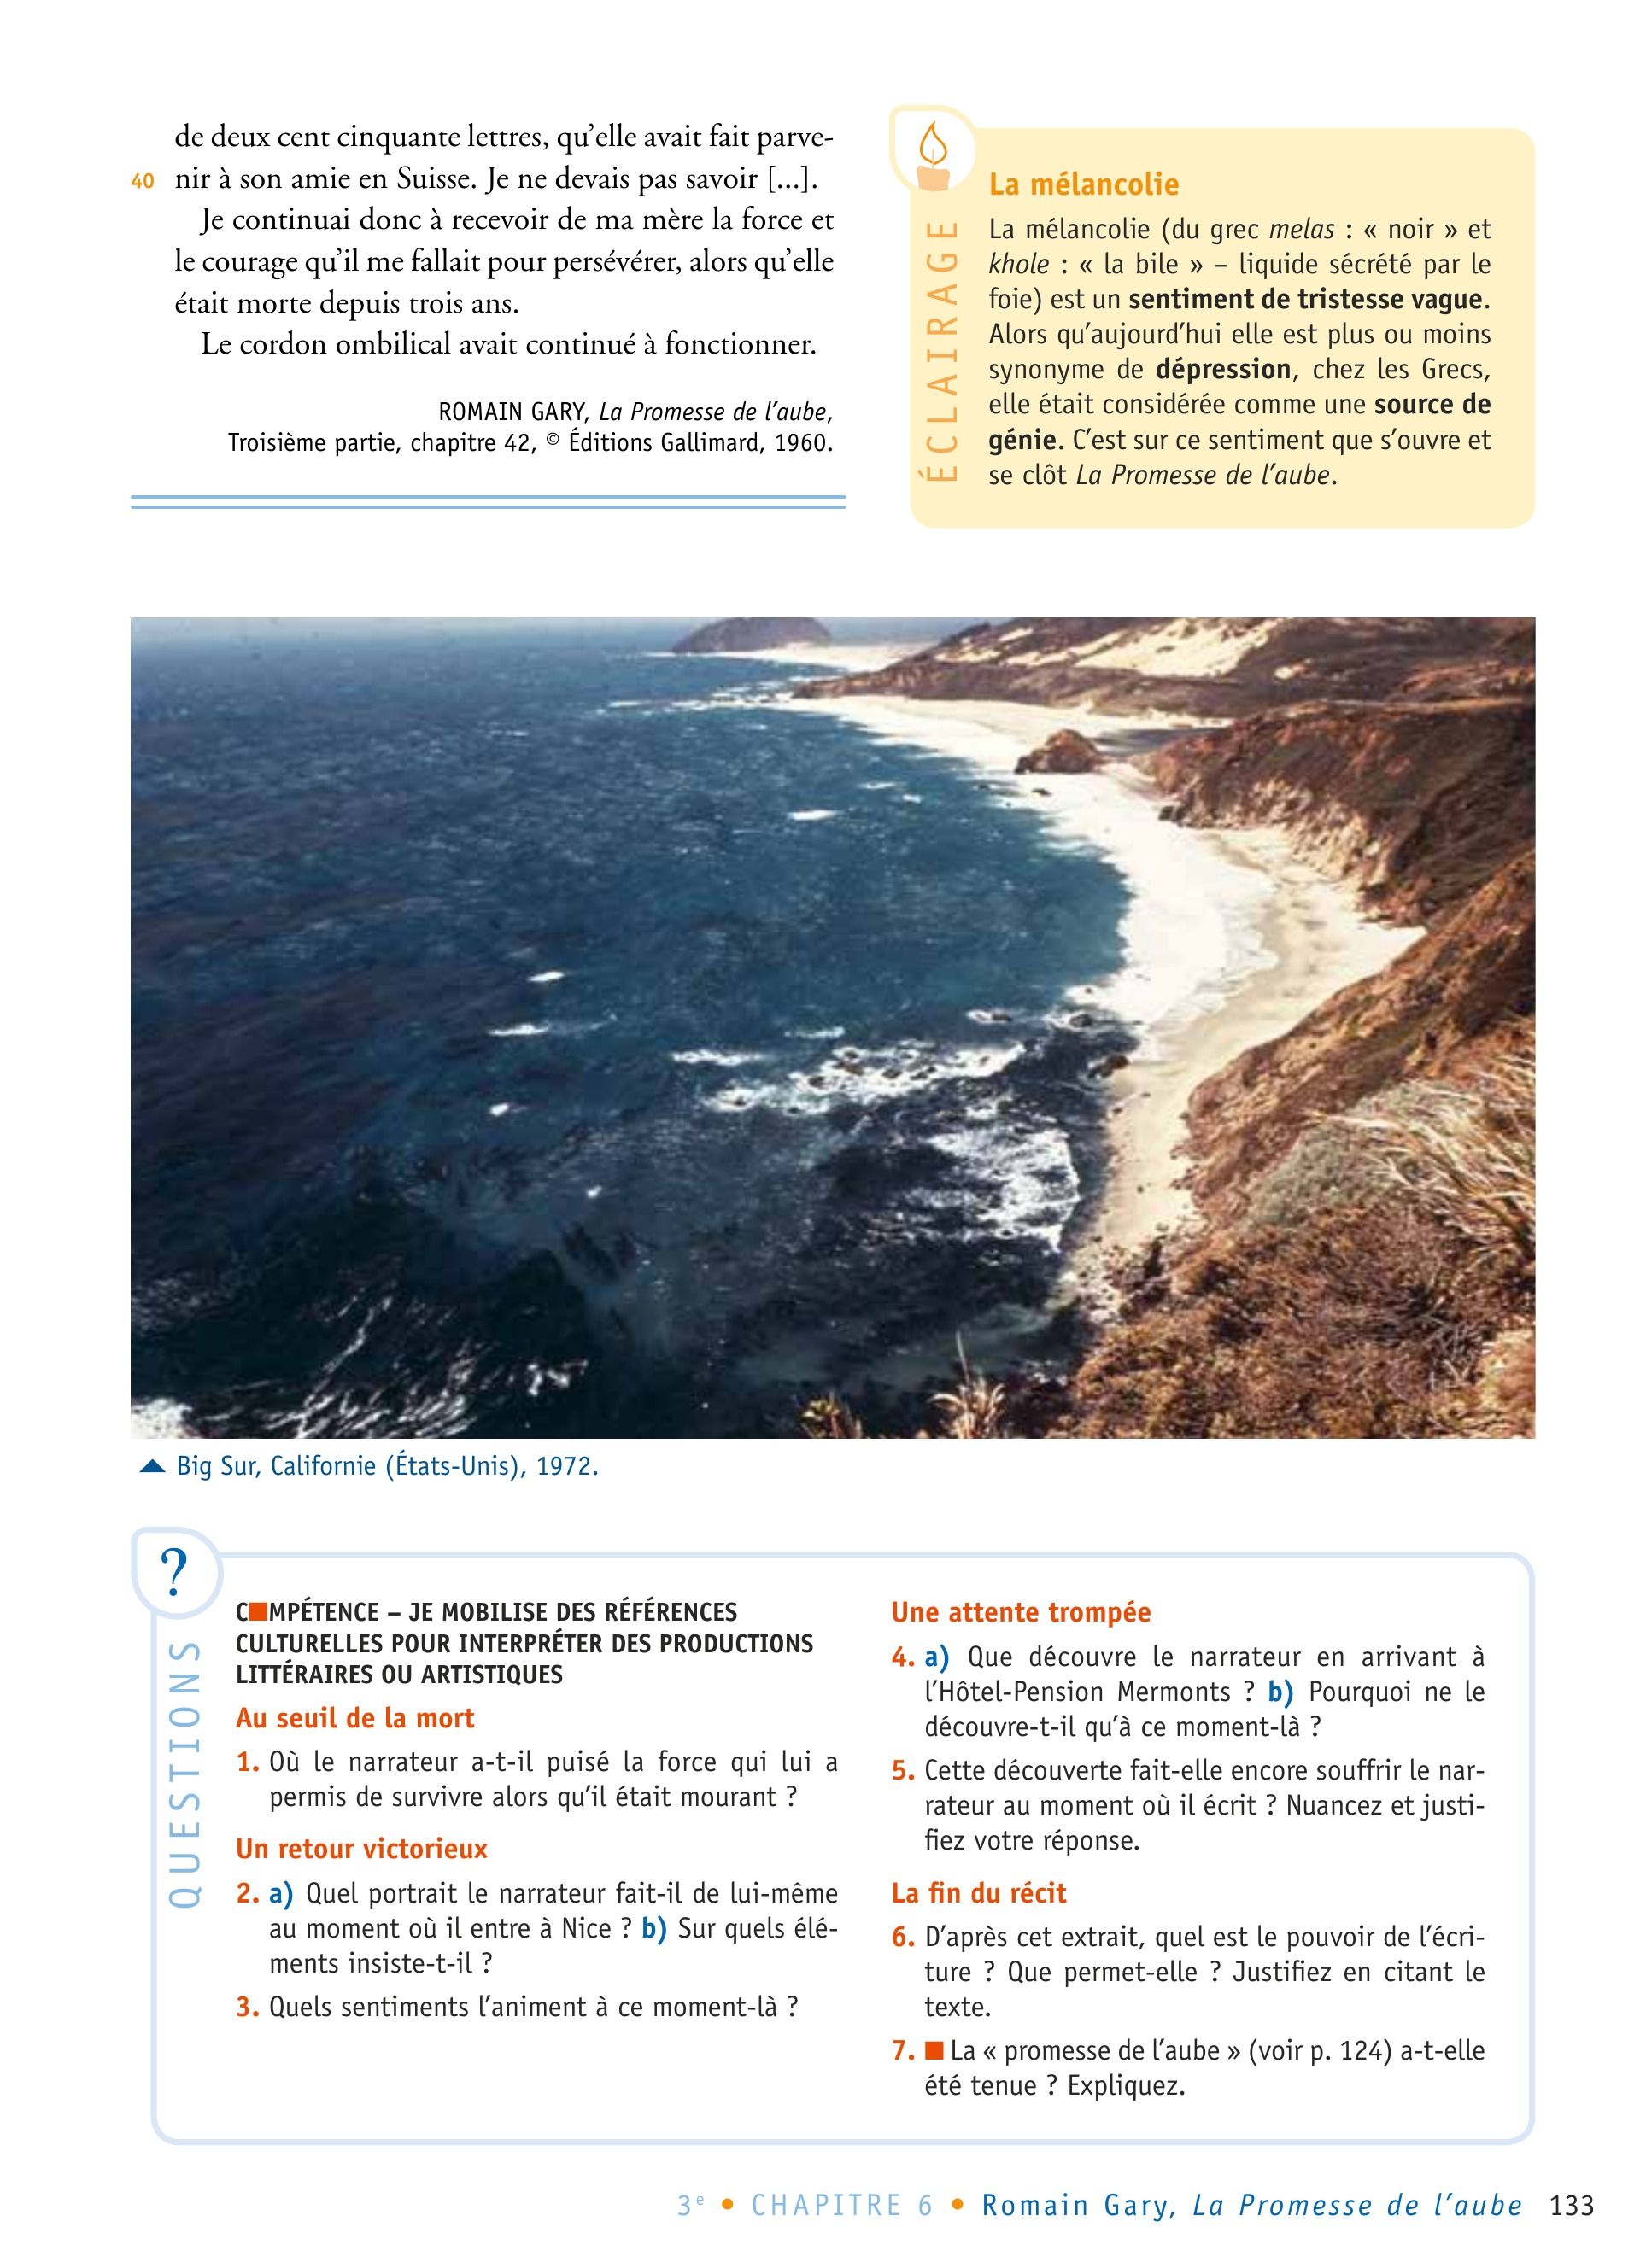 de deux cent cinquante lettres, qu’elle avait fait parve-
40 nir à son amie en Suisse. Je ne devais pas savoir [...].
Je continuai donc à recevoir de ma mère la force et
le courage qu’il me fallait pour persévérer, alors qu’elle
était morte depuis trois ans.
Le cordon ombilical avait continué à fonctionner.
ROMAIN GARY, La Promesse de l’aube,
Troisième partie, chapitre 42, © Éditions Gallimard, 1960.
ÉCLAIRAGE
La mélancolie
La mélancolie (du grec melas : « noir » et
khole : « la bile » – liquide sécrété par le
foie) est un sentiment de tristesse vague.
Alors qu’aujourd’hui elle est plus ou moins
synonyme de dépression, chez les Grecs,
elle était considérée comme une source de
génie. C’est sur ce sentiment que s’ouvre et
se clôt La Promesse de l’aube.
Big Sur, Californie (États-Unis), 1972.
?
QUESTIONS
C■MPÉTENCE – JE MOBILISE DES RÉFÉRENCES
CULTURELLES POUR INTERPRÉTER DES PRODUCTIONS
LITTÉRAIRES OU ARTISTIQUES
Au seuil de la mort
1. Où le narrateur a-t-il puisé la force qui lui a
permis de survivre alors qu’il était mourant ?
Un retour victorieux
2. a) Quel portrait le narrateur fait-il de lui-même
au moment où il entre à Nice ? b) Sur quels élé-
ments insiste-t-il ?
3. Quels sentiments l’animent à ce moment-là ?
Une attente trompée
4. a) Que découvre le narrateur en arrivant à
l’Hôtel-Pension Mermonts ? b) Pourquoi ne le
découvre-t-il qu’à ce moment-là ?
5. Cette découverte fait-elle encore souffrir le nar-
rateur au moment où il écrit ? Nuancez et justi-
fiez votre réponse.
La fin du récit
6. D’après cet extrait, quel est le pouvoir de l’écri-
ture ? Que permet-elle ? Justifiez en citant le
texte.
7. ■ La « promesse de l’aube » (voir p. 124) a-t-elle
été tenue ? Expliquez.
3e • CHAPITRE 6 • Romain Gary, La Promesse de l’aube 133